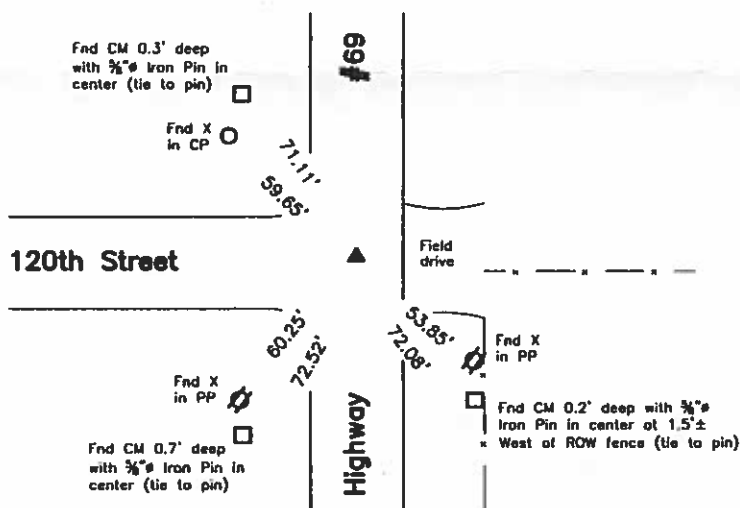 Fnd CM 0.3' deep
with ⅝"ø Iron Pin in
center (tie to pin)
Fnd X
in CP
#69
71.11'
59.65'
120th Street
Field
drive
60.25'
72.52'
53.85'
72.08'
Fnd X
in PP
Fnd X
in PP
Fnd CM 0.7' deep
with ⅝"ø Iron Pin in
center (tie to pin)
Highway
Fnd CM 0.2' deep with ⅝"ø
Iron Pin in center at 1.5'±
West of ROW fence (tie to pin)